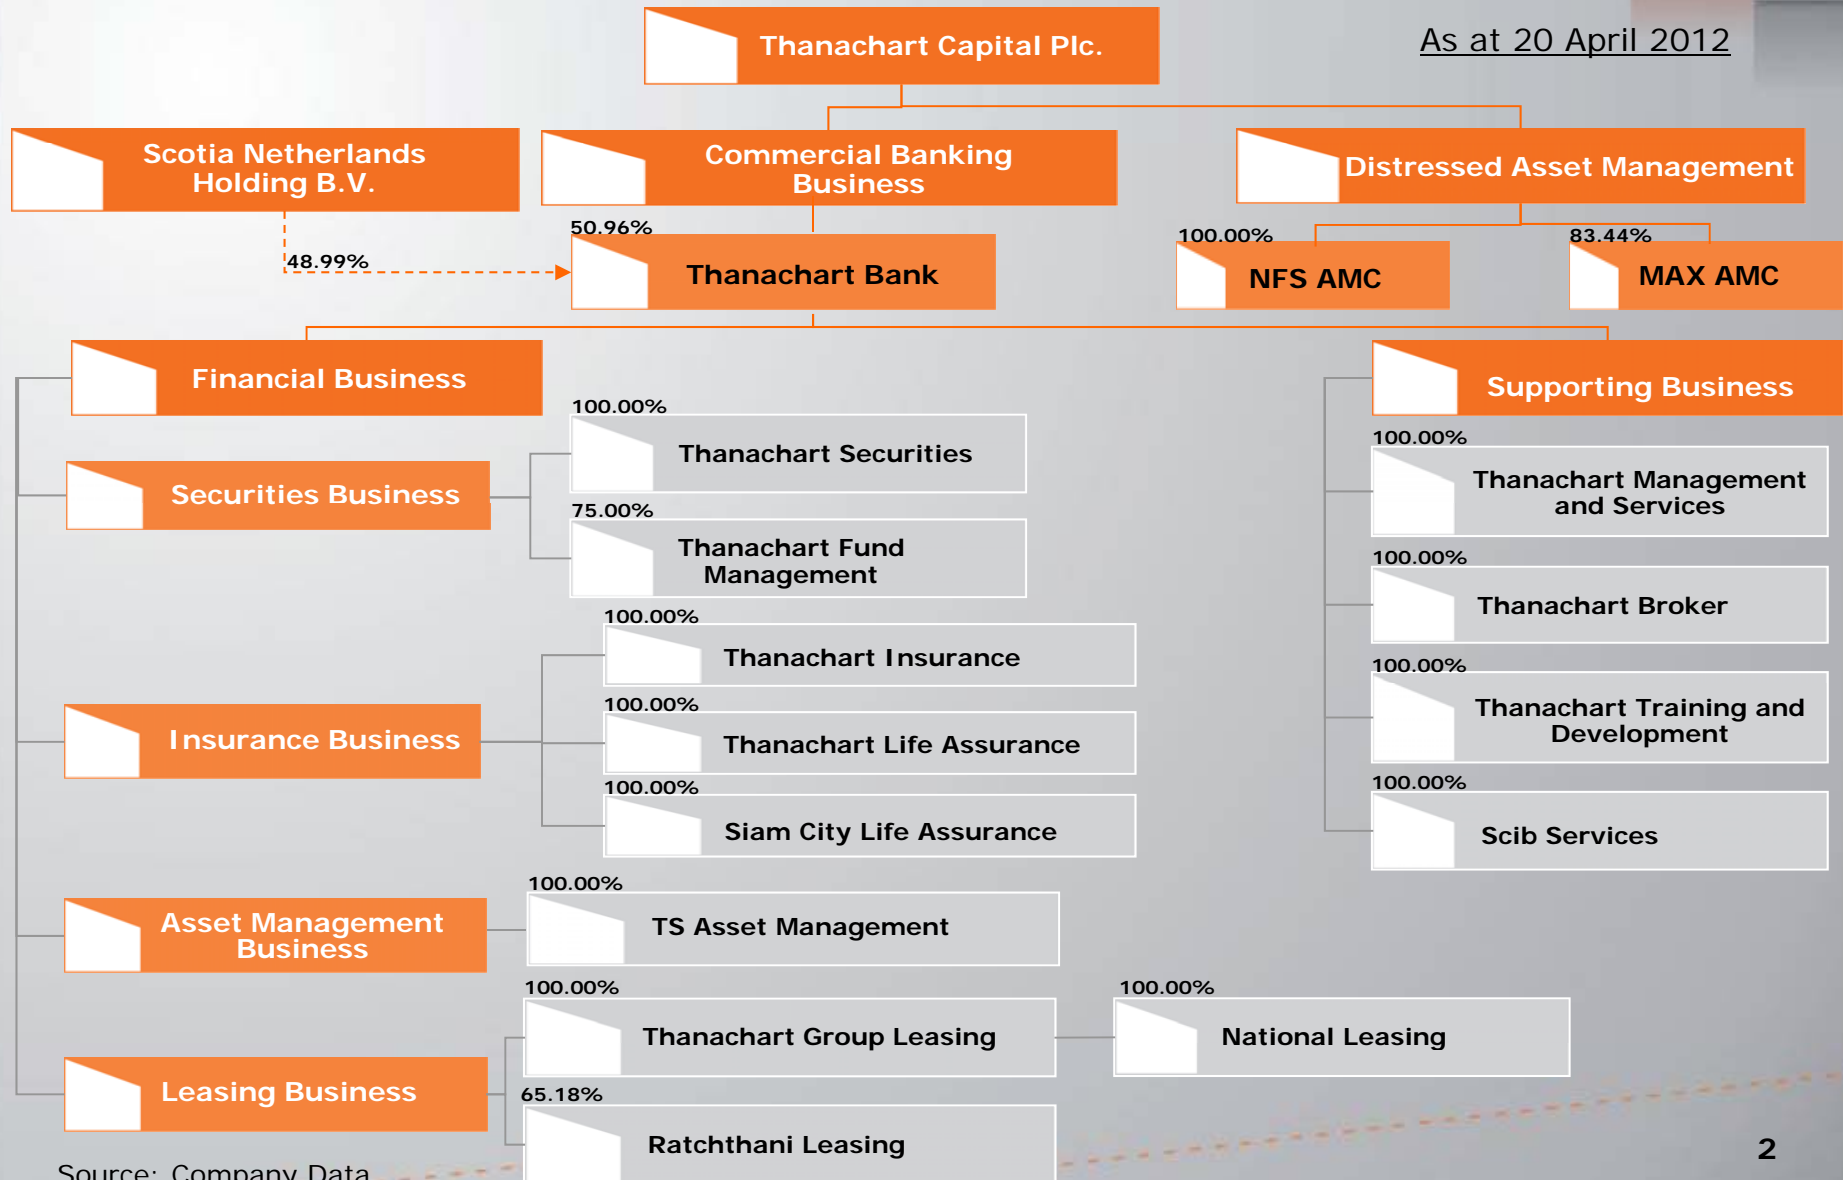 Thanachart Capital Plc.
As at 20 April 2012
Scotia Netherlands
Holding B.V.
Commercial Banking
Business
Distressed Asset Management
48.99%
50.96%
Thanachart Bank
100.00%
NFS AMC
83.44%
MAX AMC
Financial Business
Supporting Business
Securities Business
100.00%
Thanachart Securities
75.00%
Thanachart Fund
Management
Insurance Business
100.00%
Thanachart Insurance
100.00%
Thanachart Life Assurance
100.00%
Siam City Life Assurance
Asset Management
Business
100.00%
TS Asset Management
Leasing Business
100.00%
Thanachart Group Leasing
100.00%
National Leasing
65.18%
Ratchthani Leasing
100.00%
Thanachart Management
and Services
100.00%
Thanachart Broker
100.00%
Thanachart Training and
Development
100.00%
Scib Services
Source: Company Data
2